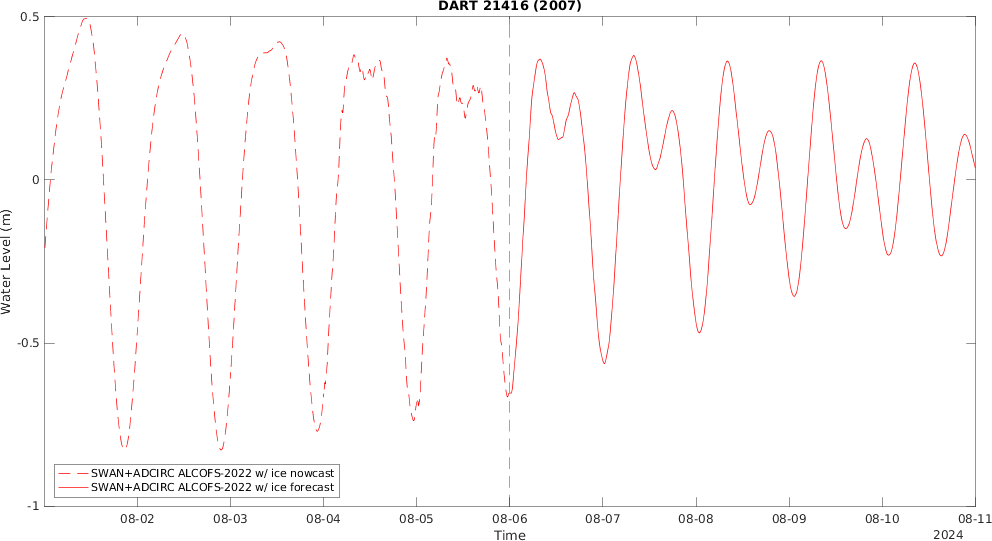 DART 21416 (2007)
0.5
0
-0.5
-1
Water Level (m)
SWAN+ADCIRC ALCOFS-2022 w/ ice nowcast
SWAN+ADCIRC ALCOFS-2022 w/ ice forecast
08-02 08-03 08-04 08-05 08-06 08-07 08-08 08-09 08-10 08-11
Time
2024